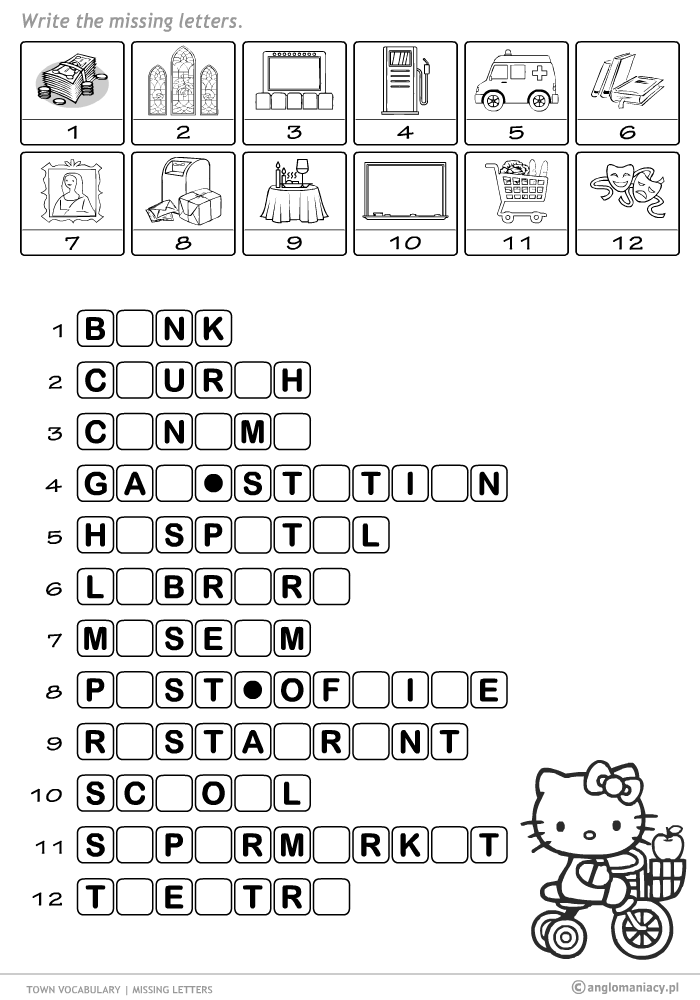 Write the missing letters.
1 2 3 4 5 6
7 8 9 10 11 12
1 B _ N K
2 C _ U R _ H
3 C _ N _ M _
4 G A _ ● S T _ T I _ N
5 H _ S P _ T _ L
6 L _ B R _ R _
7 M _ S E _ M
8 P _ S T ● O F _ I _ E
9 R _ S T A _ R _ N T
10 S C _ O _ L
11 S _ P _ R M _ R K _ T
12 T _ E _ T R _
TOWN VOCABULARY | MISSING LETTERS
©anglomaniacy.pl